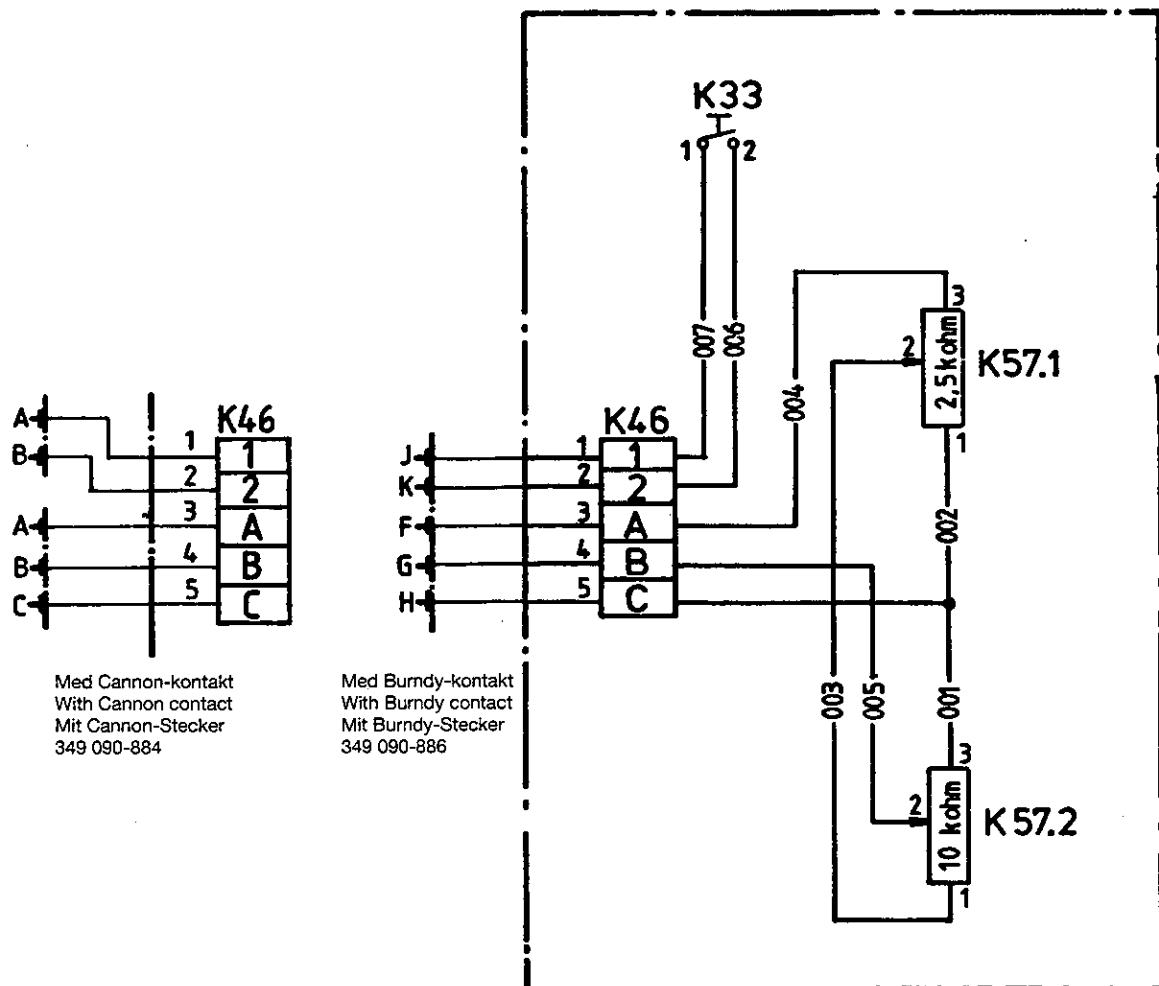 K33
1 2
007
006
3
2
2,5 kohm
K57.1
1
004
002
K46
A
1
1
B
2
2
A
3
A
B
4
B
C
5
C
K46
J
1
1
K
2
2
F
3
A
G
4
B
H
5
C
Med Cannon-kontakt
With Cannon contact
Mit Cannon-Stecker
349 090-884
Med Burndy-kontakt
With Burndy contact
Mit Burndy-Stecker
349 090-886
003
005
001
3
2
10 kohm
K57.2
1